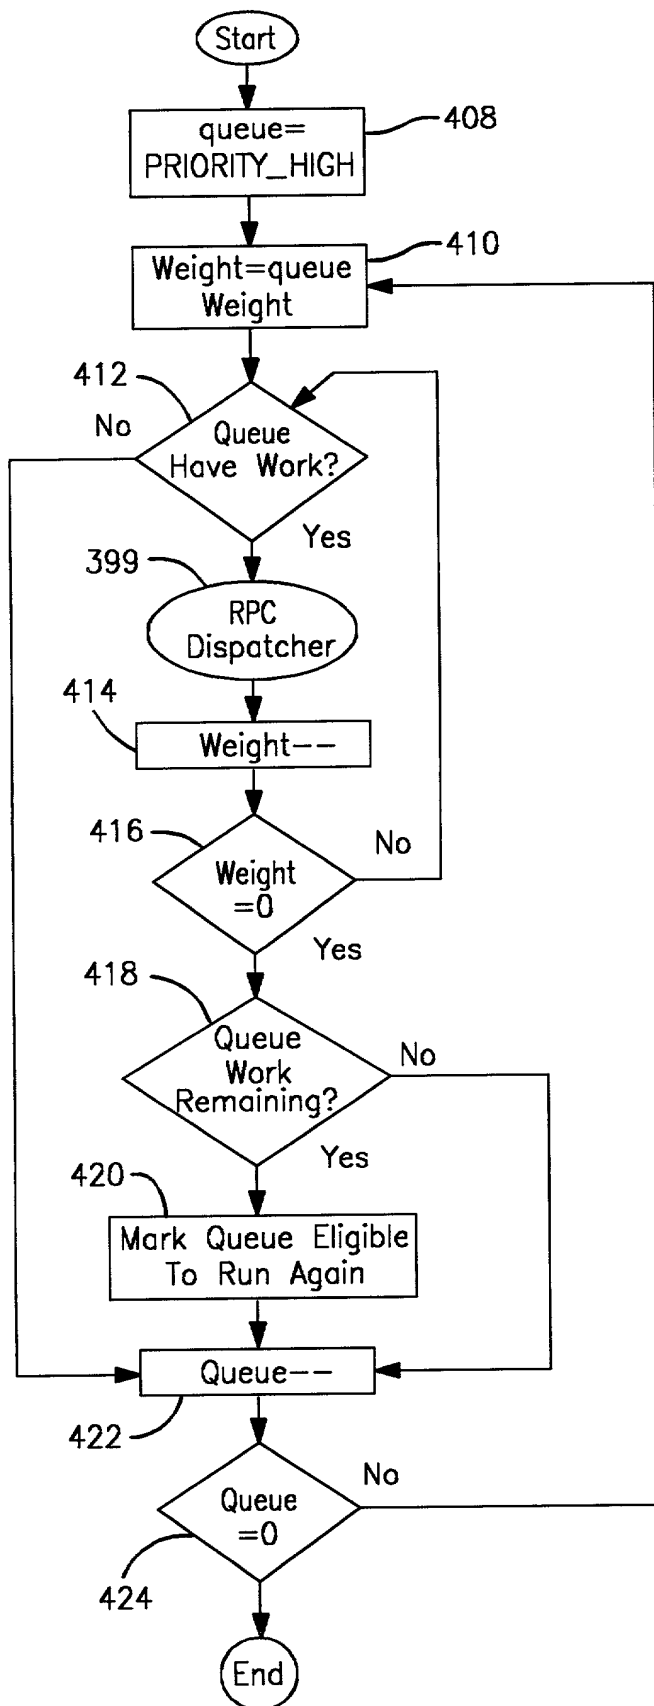 Start
queue=
PRIORITY_HIGH
408
Weight=queue
Weight
410
412
No
Queue
Have Work?
Yes
399
RPC
Dispatcher
414
Weight--
416
No
Weight
=0
Yes
418
Queue
Work
Remaining?
No
Yes
420
Mark Queue Eligible
To Run Again
Queue--
422
No
Queue
=0
424
End